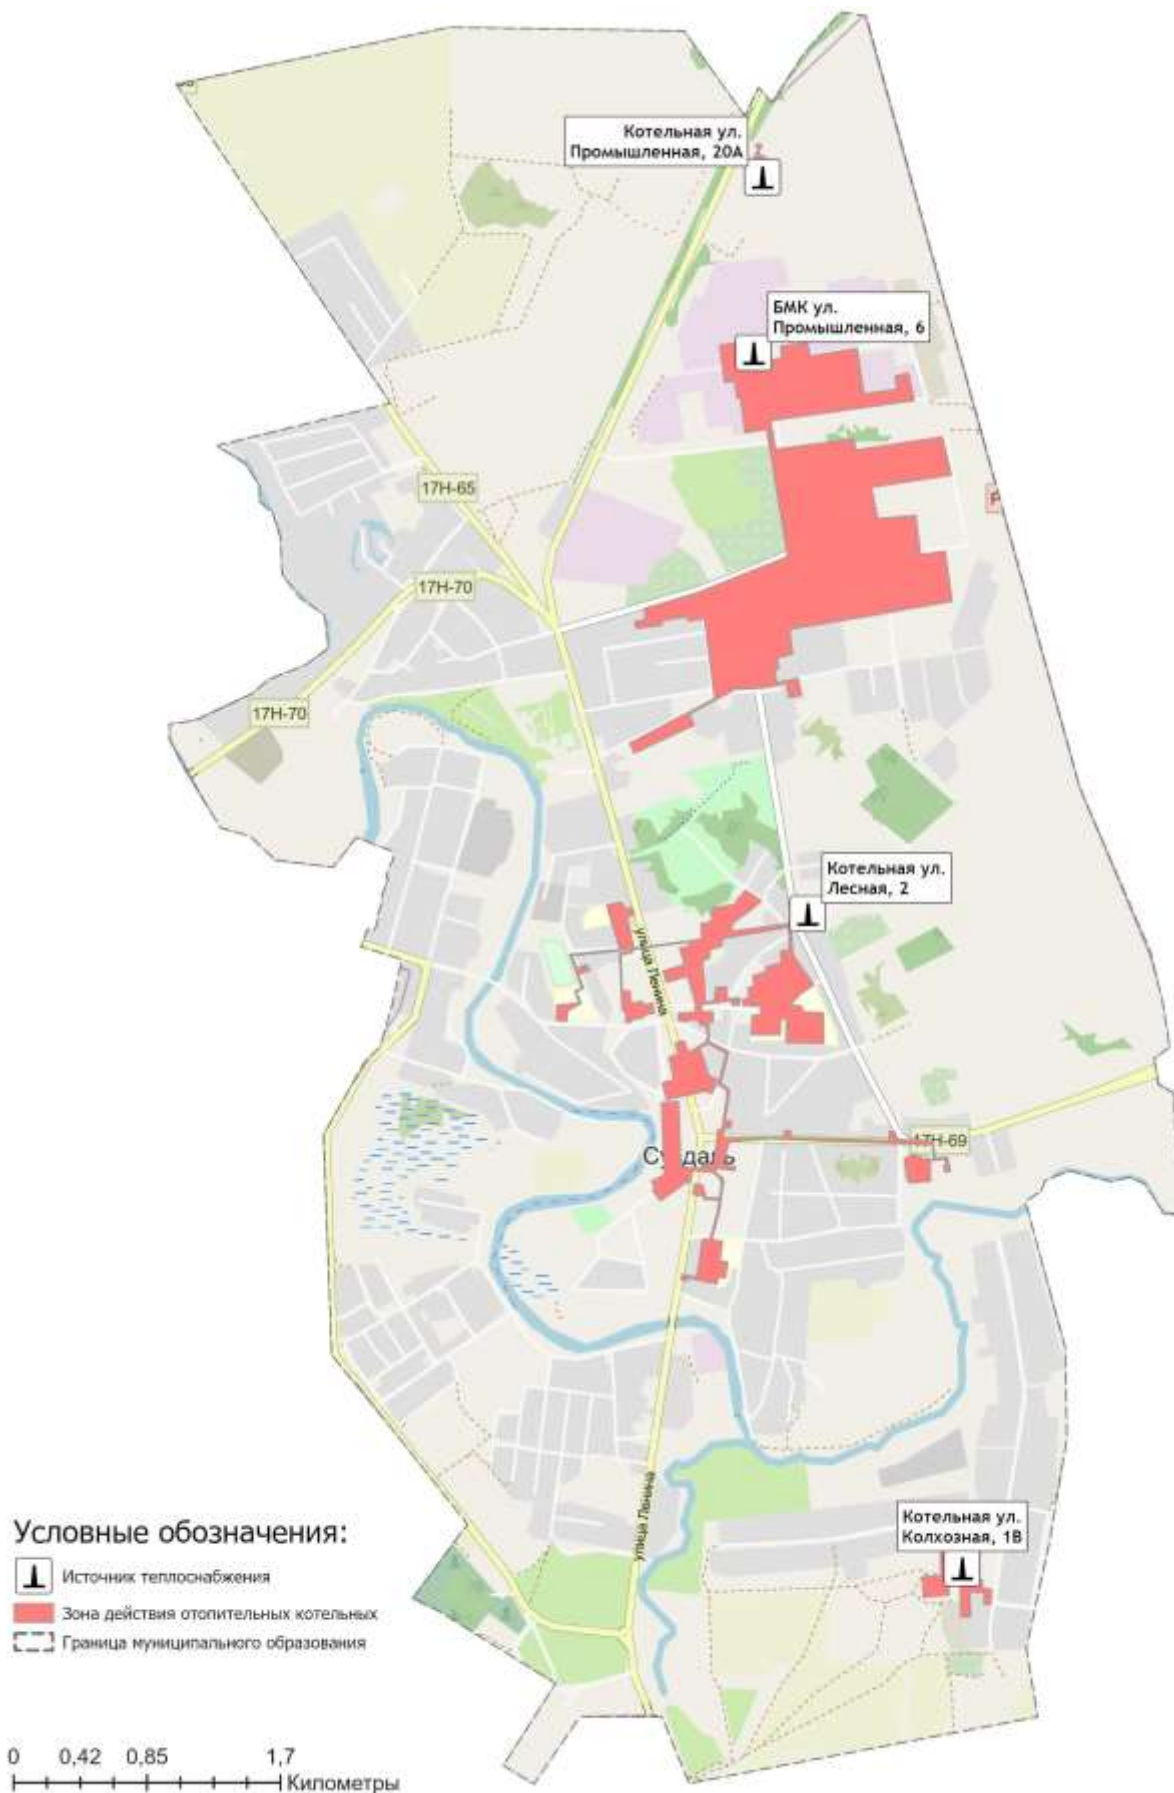 Котельная ул.
Промышленная, 20А
БМК ул.
Промышленная, 6
17Н-65
Р
17Н-70
17Н-70
Котельная ул.
Лесная, 2
улица Ленина
17Н-69
Суздаль
улица Ленина
Котельная ул.
Колхозная, 1В
Условные обозначения:
Источник теплоснабжения
Зона действия отопительных котельных
Граница муниципального образования
0 0,42 0,85 1,7
Километры